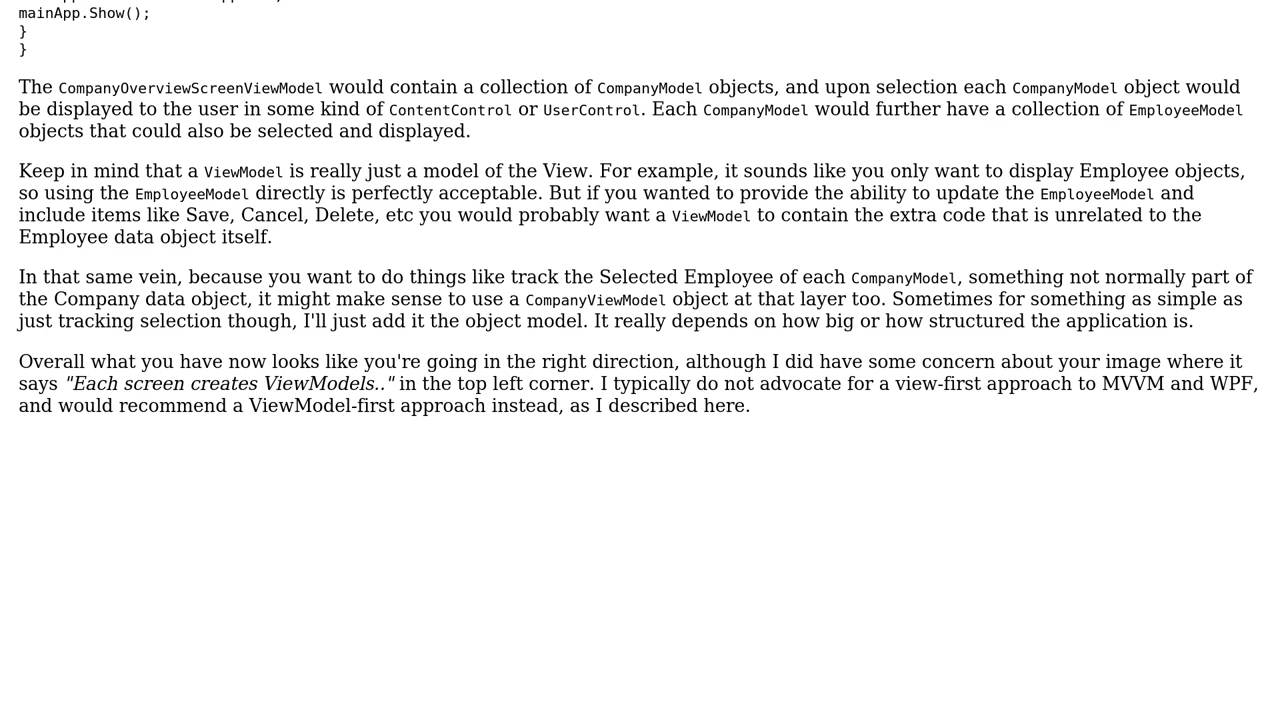 mainApp.Show();
}
}
The CompanyOverviewScreenViewModel would contain a collection of CompanyModel objects, and upon selection each CompanyModel object would
be displayed to the user in some kind of ContentControl or UserControl. Each CompanyModel would further have a collection of EmployeeModel
objects that could also be selected and displayed.
Keep in mind that a ViewModel is really just a model of the View. For example, it sounds like you only want to display Employee objects,
so using the EmployeeModel directly is perfectly acceptable. But if you wanted to provide the ability to update the EmployeeModel and
include items like Save, Cancel, Delete, etc you would probably want a ViewModel to contain the extra code that is unrelated to the
Employee data object itself.
In that same vein, because you want to do things like track the Selected Employee of each CompanyModel, something not normally part of
the Company data object, it might make sense to use a CompanyViewModel object at that layer too. Sometimes for something as simple as
just tracking selection though, I'll just add it the object model. It really depends on how big or how structured the application is.
Overall what you have now looks like you're going in the right direction, although I did have some concern about your image where it
says "Each screen creates ViewModels.." in the top left corner. I typically do not advocate for a view-first approach to MVVM and WPF,
and would recommend a ViewModel-first approach instead, as I described here.